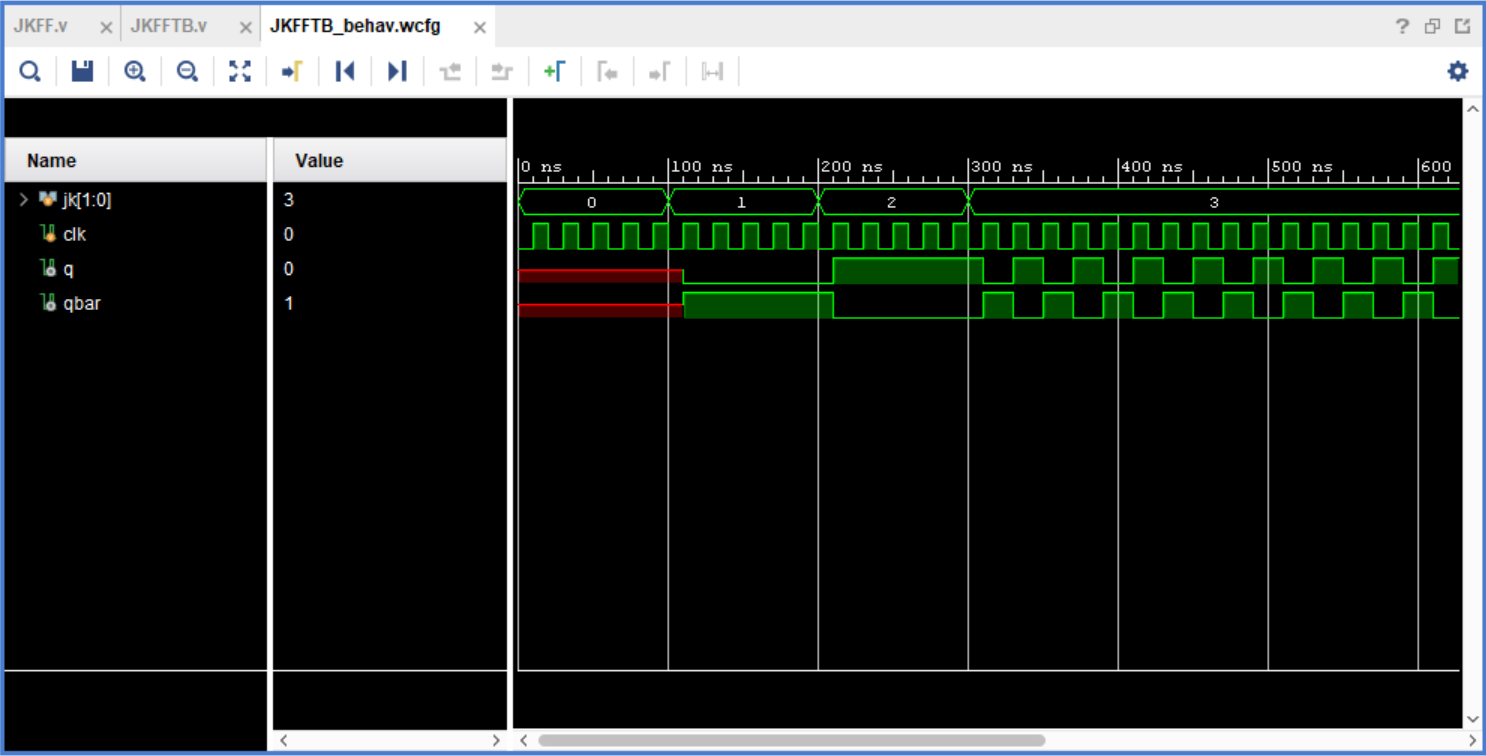 JKFF.v × JKFFTB.v × JKFFTB_behav.wcfg × ?
Name Value 0 ns 100 ns 200 ns 300 ns 400 ns 500 ns 600
jk[1:0] 3 0 1 2 3
clk 0
q 0
qbar 1